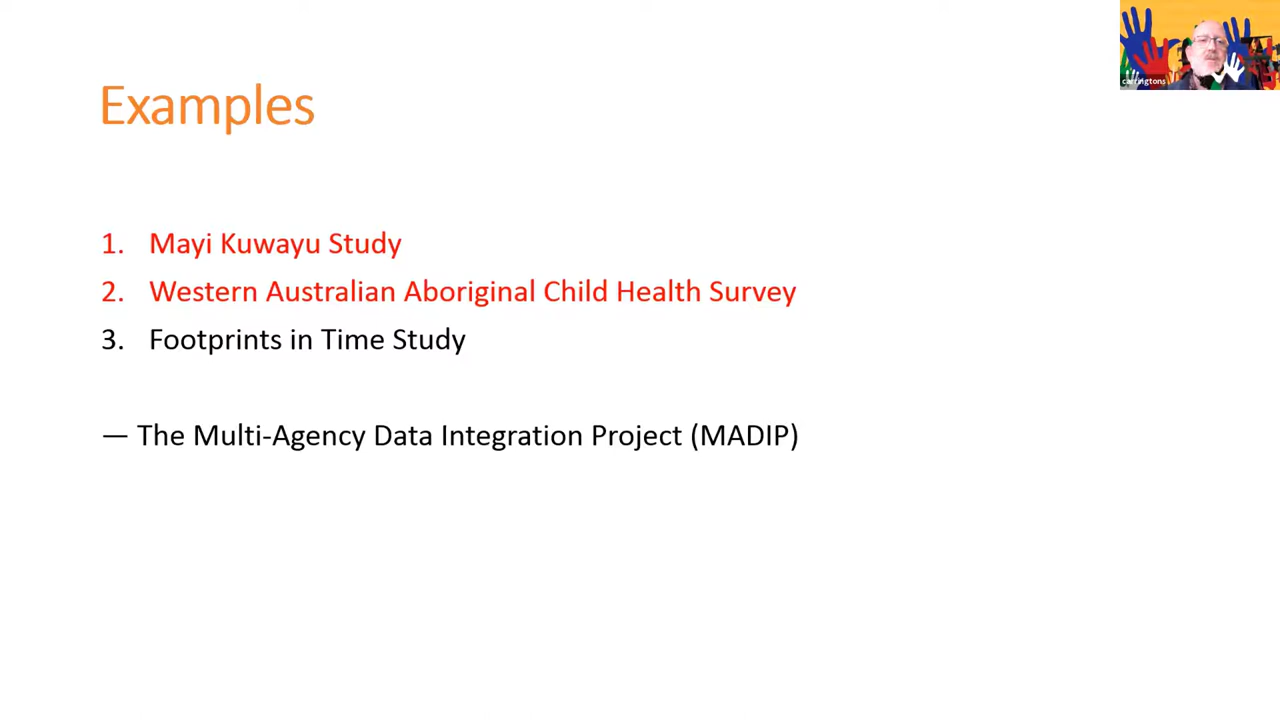 Examples
1. Mayi Kuwayu Study
2. Western Australian Aboriginal Child Health Survey
3. Footprints in Time Study
— The Multi-Agency Data Integration Project (MADIP)
carringtons